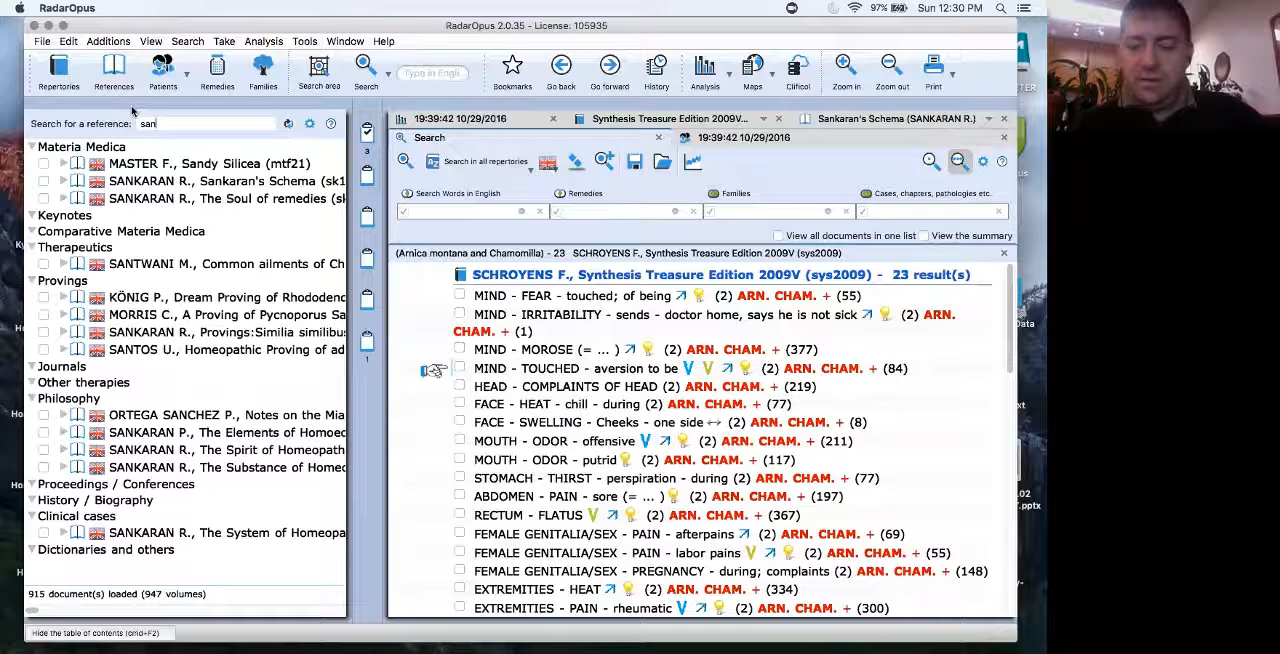 RadarOpus
97%
Sun 12:30 PM
RadarOpus 2.0.35 - License: 105935
File Edit Additions View Search Take Analysis Tools Window Help
Type in Engli
Repertories References Patients Remedies Families Search area Search Bookmarks Go back Go forward History Analysis Maps Clificol Zoom in Zoom out Print
Search for a reference: san
Materia Medica
MASTER F., Sandy Silicea (mtf21)
SANKARAN R., Sankaran's Schema (sk1
SANKARAN R., The Soul of remedies (sk
Keynotes
Comparative Materia Medica
Therapeutics
SANTWANI M., Common ailments of Ch
Provings
KÖNIG P., Dream Proving of Rhododen
MORRIS C., A Proving of Pycnoporus Sa
SANKARAN R., Provings:Similia similibu
SANTOS U., Homeopathic Proving of ad
Journals
Other therapies
Philosophy
ORTEGA SANCHEZ P., Notes on the Mia
SANKARAN P., The Elements of Homoeo
SANKARAN R., The Spirit of Homeopath
SANKARAN R., The Substance of Homeo
Proceedings / Conferences
History / Biography
Clinical cases
SANKARAN R., The System of Homeopa
Dictionaries and others
915 document(s) loaded (947 volumes)
Hide the table of contents (cmd+F2)
3
1
19:39:42 10/29/2016
Synthesis Treasure Edition 2009V...
Sankaran's Schema (SANKARAN R.)
Search
19:39:42 10/29/2016
Search in all repertories
Search Words in English
Remedies
Families
Cases, chapters, pathologies etc.
View all documents in one list
View the summary
(Arnica montana and Chamomilla) - 23 SCHROYENS F., Synthesis Treasure Edition 2009V (sys2009)
SCHROYENS F., Synthesis Treasure Edition 2009V (sys2009) - 23 result(s)
MIND - FEAR - touched; of being (2) ARN. CHAM. + (55)
MIND - IRRITABILITY - sends - doctor home, says he is not sick (2) ARN.
CHAM. + (1)
MIND - MOROSE (= ... ) (2) ARN. CHAM. + (377)
MIND - TOUCHED - aversion to be V V (2) ARN. CHAM. + (84)
HEAD - COMPLAINTS OF HEAD (2) ARN. CHAM. + (219)
FACE - HEAT - chill - during (2) ARN. CHAM. + (77)
FACE - SWELLING - Cheeks - one side ↔ (2) ARN. CHAM. + (8)
MOUTH - ODOR - offensive V (2) ARN. CHAM. + (211)
MOUTH - ODOR - putrid (2) ARN. CHAM. + (117)
STOMACH - THIRST - perspiration - during (2) ARN. CHAM. + (77)
ABDOMEN - PAIN - sore (= ... ) (2) ARN. CHAM. + (197)
RECTUM - FLATUS V (2) ARN. CHAM. + (367)
FEMALE GENITALIA/SEX - PAIN - afterpains (2) ARN. CHAM. + (69)
FEMALE GENITALIA/SEX - PAIN - labor pains V (2) ARN. CHAM. + (55)
FEMALE GENITALIA/SEX - PREGNANCY - during; complaints (2) ARN. CHAM. + (148)
EXTREMITIES - HEAT (2) ARN. CHAM. + (334)
EXTREMITIES - PAIN - rheumatic V (2) ARN. CHAM. + (300)
Data
.02
.pptx